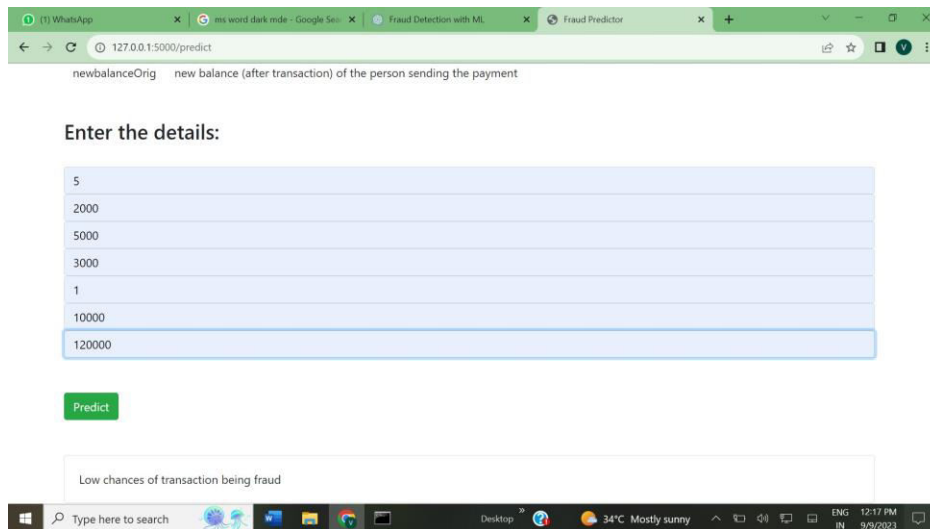 (1) WhatsApp
ms word dark mde - Google Sea
Fraud Detection with ML
Fraud Predictor
127.0.0.1:5000/predict
V
newbalanceOrig new balance (after transaction) of the person sending the payment
Enter the details:
5
2000
5000
3000
1
10000
120000
Predict
Low chances of transaction being fraud
Type here to search
Desktop
34°C Mostly sunny
ENG
IN
12:17 PM
9/9/2023